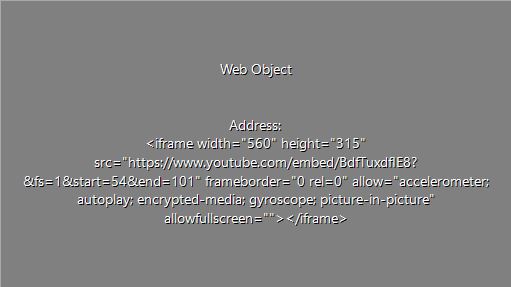 Web Object
Address:
<iframe width="560" height="315"
src="https://www.youtube.com/embed/BdfTuxdfIE8?
&fs=1&start=54&end=101" frameborder="0 rel=0" allow="accelerometer;
autoplay; encrypted-media; gyroscope; picture-in-picture"
allowfullscreen=""></iframe>